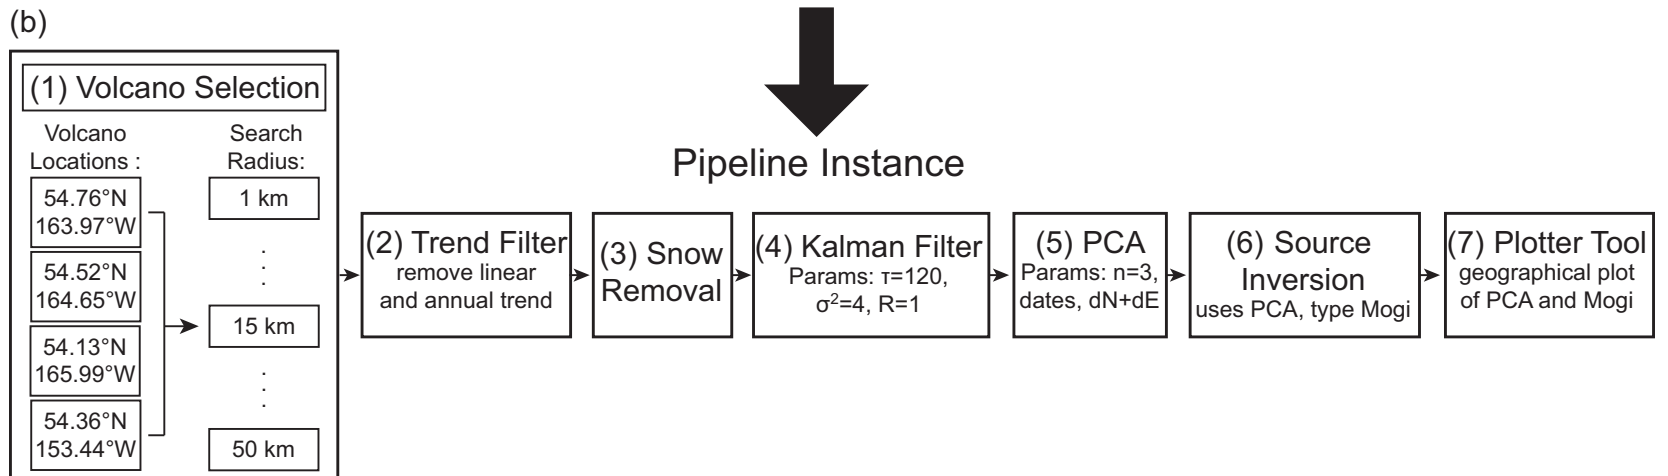 (b)
Pipeline Instance
(1) Volcano Selection
Volcano
Locations :
54.76°N
163.97°W
54.52°N
164.65°W
54.13°N
165.99°W
54.36°N
153.44°W
Search
Radius:
1 km
.
.
.
15 km
.
.
.
50 km
(2) Trend Filter
remove linear
and annual trend
(3) Snow
Removal
(4) Kalman Filter
Params: τ=120,
σ²=4, R=1
(5) PCA
Params: n=3,
dates, dN+dE
(6) Source
Inversion
uses PCA, type Mogi
(7) Plotter Tool
geographical plot
of PCA and Mogi